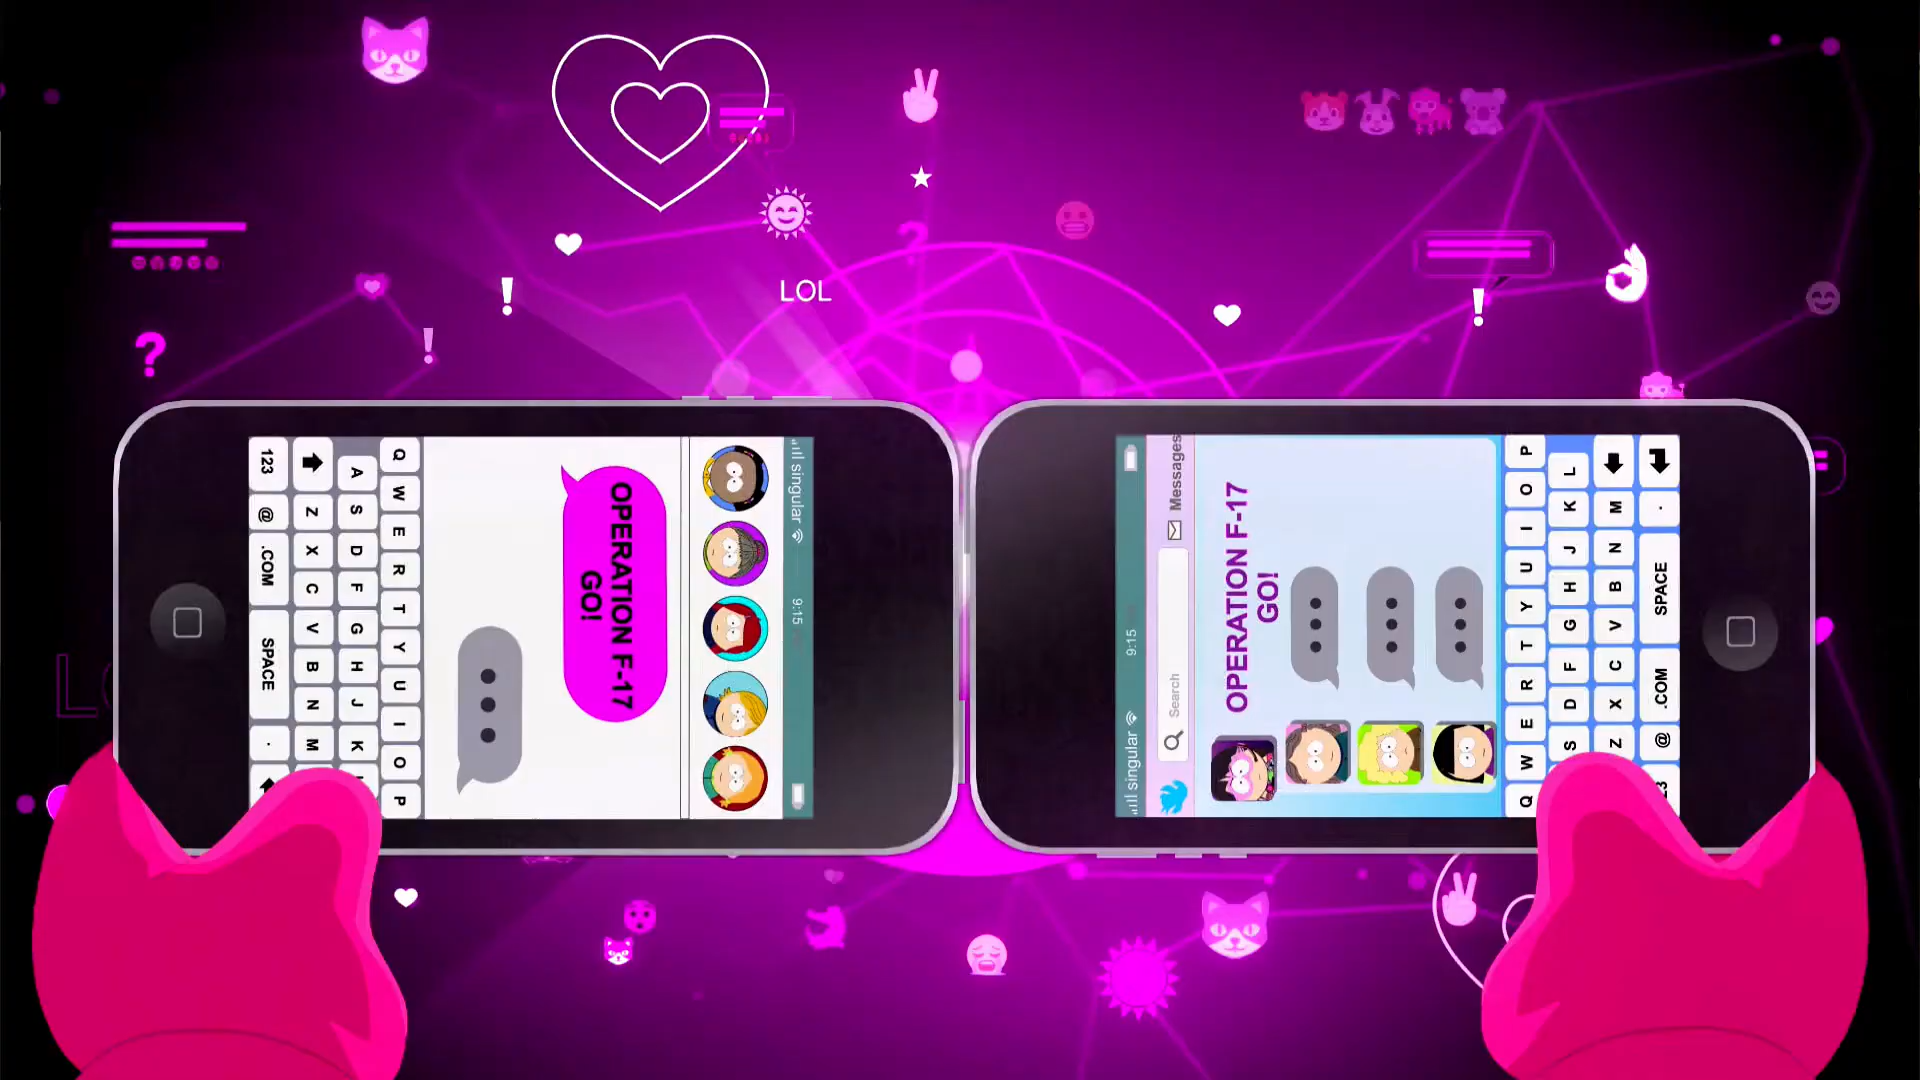 LOL
singular
9:15
OPERATION F-17
GO!
Q W E R T Y U I O P
A S D F G H J K
Z X C V B N M
123 @ .COM SPACE .
singular
9:15
Search
Messages
OPERATION F-17
GO!
Q W E R T Y U I O P
S D F G H J K L
Z X C V B N M
3 @ .COM SPACE .
? ! ! ? !